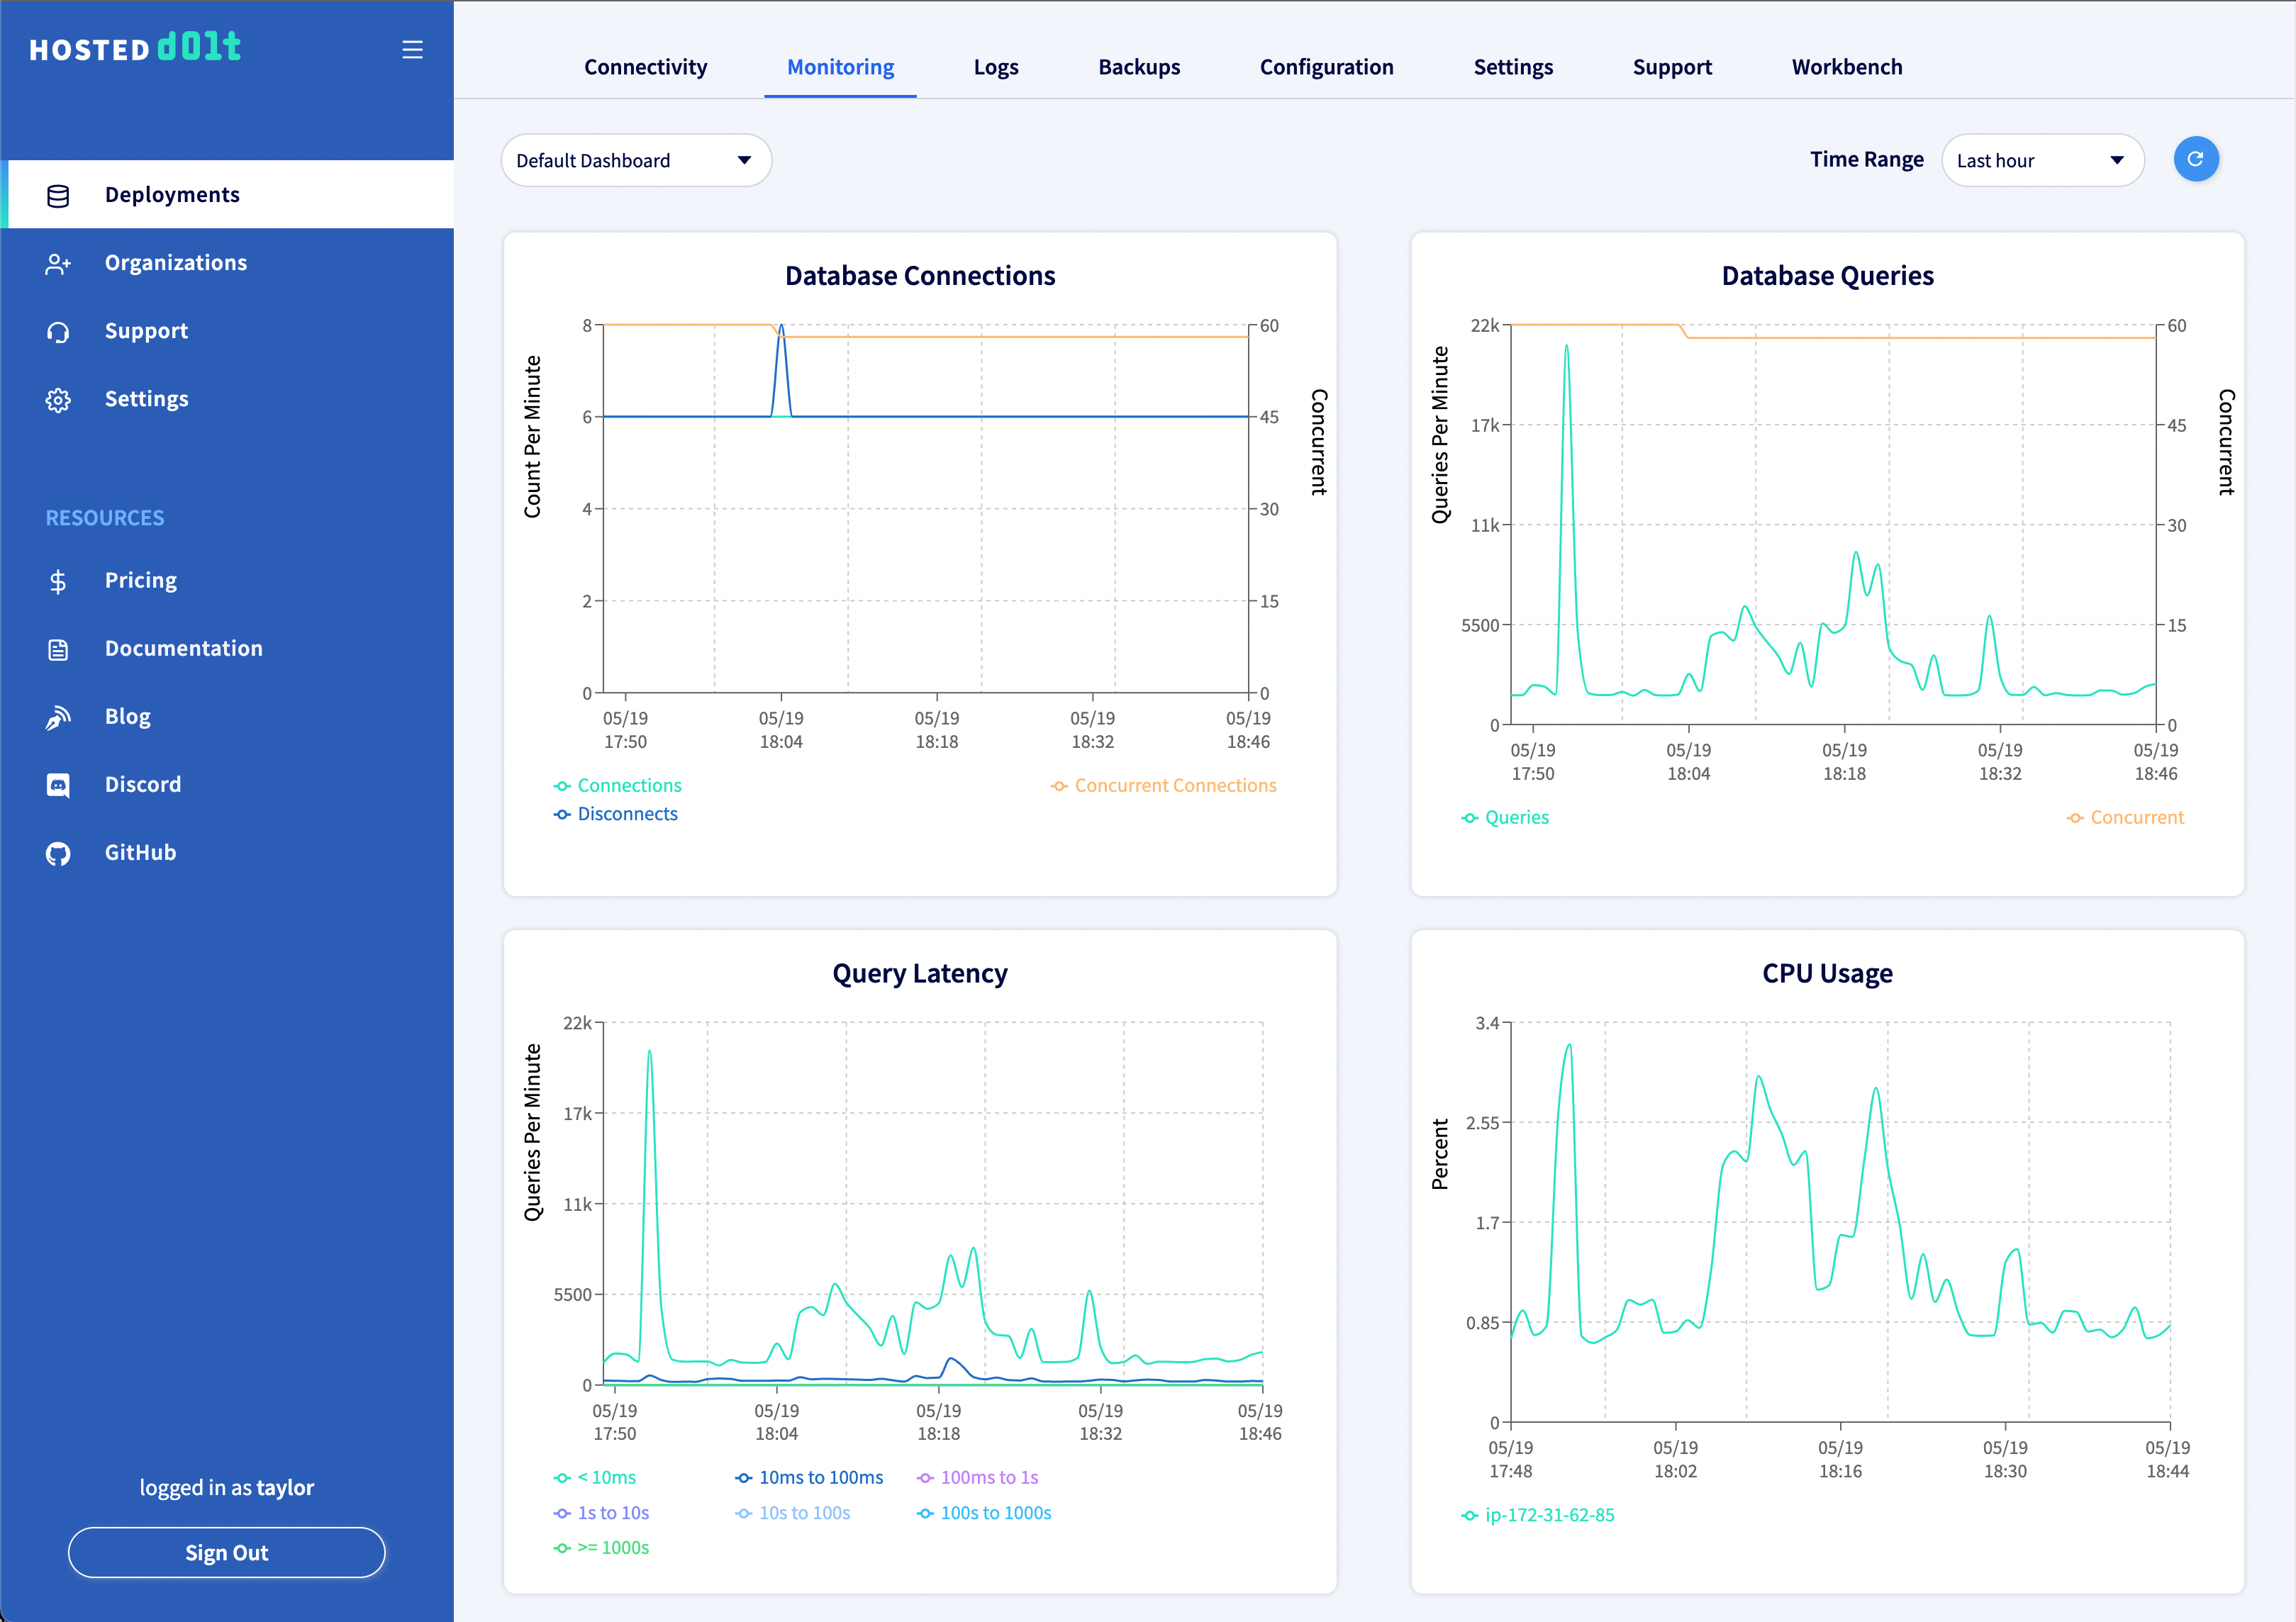 HOSTED dolt
Deployments
Organizations
Support
Settings
RESOURCES
Pricing
Documentation
Blog
Discord
GitHub
logged in as taylor
Sign Out
Connectivity Monitoring Logs Backups Configuration Settings Support Workbench
Default Dashboard
Time Range Last hour
Database Connections
Count Per Minute
8
6
4
2
0
60
45
30
15
0
Concurrent
05/19 05/19 05/19 05/19 05/19
17:50 18:04 18:18 18:32 18:46
Connections Concurrent Connections
Disconnects
Database Queries
Queries Per Minute
22k
17k
11k
5500
0
60
45
30
15
0
Concurrent
05/19 05/19 05/19 05/19 05/19
17:50 18:04 18:18 18:32 18:46
Queries Concurrent
Query Latency
Queries Per Minute
22k
17k
11k
5500
0
05/19 05/19 05/19 05/19 05/19
17:50 18:04 18:18 18:32 18:46
< 10ms 10ms to 100ms 100ms to 1s
1s to 10s 10s to 100s 100s to 1000s
>= 1000s
CPU Usage
Percent
3.4
2.55
1.7
0.85
0
05/19 05/19 05/19 05/19 05/19
17:48 18:02 18:16 18:30 18:44
ip-172-31-62-85